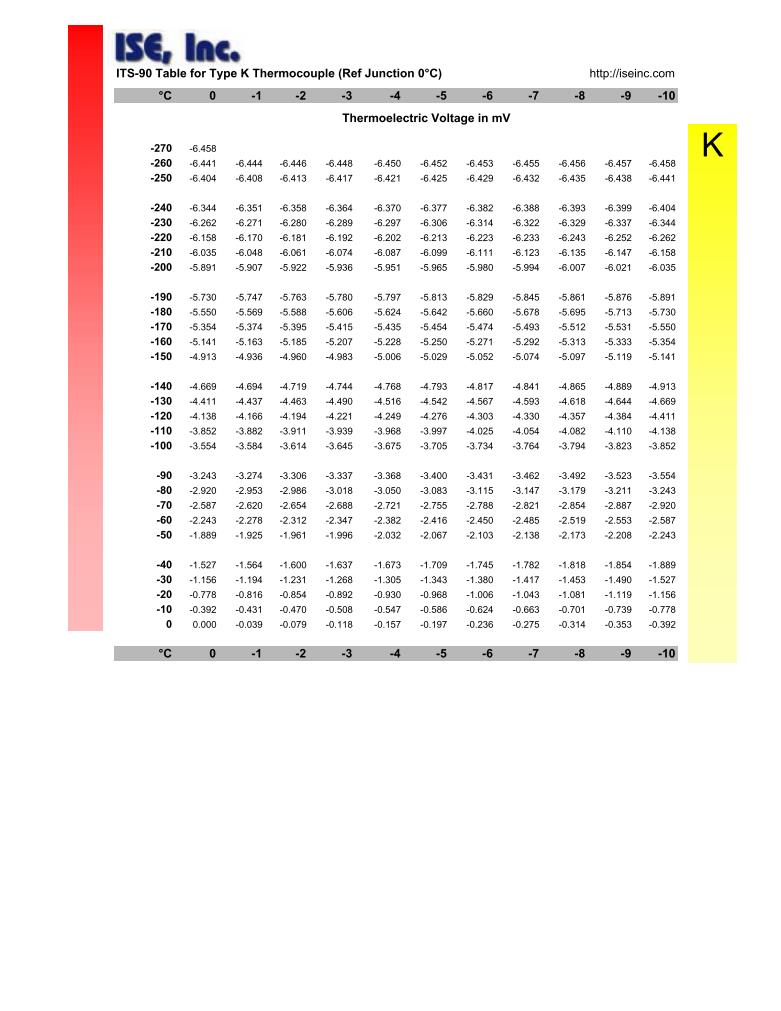 ISE, Inc.
ITS-90 Table for Type K Thermocouple (Ref Junction 0°C) http://iseinc.com
°C 0 -1 -2 -3 -4 -5 -6 -7 -8 -9 -10
Thermoelectric Voltage in mV
K
-270 -6.458
-260 -6.441 -6.444 -6.446 -6.448 -6.450 -6.452 -6.453 -6.455 -6.456 -6.457 -6.458
-250 -6.404 -6.408 -6.413 -6.417 -6.421 -6.425 -6.429 -6.432 -6.435 -6.438 -6.441
-240 -6.344 -6.351 -6.358 -6.364 -6.370 -6.377 -6.382 -6.388 -6.393 -6.399 -6.404
-230 -6.262 -6.271 -6.280 -6.289 -6.297 -6.306 -6.314 -6.322 -6.329 -6.337 -6.344
-220 -6.158 -6.170 -6.181 -6.192 -6.202 -6.213 -6.223 -6.233 -6.243 -6.252 -6.262
-210 -6.035 -6.048 -6.061 -6.074 -6.087 -6.099 -6.111 -6.123 -6.135 -6.147 -6.158
-200 -5.891 -5.907 -5.922 -5.936 -5.951 -5.965 -5.980 -5.994 -6.007 -6.021 -6.035
-190 -5.730 -5.747 -5.763 -5.780 -5.797 -5.813 -5.829 -5.845 -5.861 -5.876 -5.891
-180 -5.550 -5.569 -5.588 -5.606 -5.624 -5.642 -5.660 -5.678 -5.695 -5.713 -5.730
-170 -5.354 -5.374 -5.395 -5.415 -5.435 -5.454 -5.474 -5.493 -5.512 -5.531 -5.550
-160 -5.141 -5.163 -5.185 -5.207 -5.228 -5.250 -5.271 -5.292 -5.313 -5.333 -5.354
-150 -4.913 -4.936 -4.960 -4.983 -5.006 -5.029 -5.052 -5.074 -5.097 -5.119 -5.141
-140 -4.669 -4.694 -4.719 -4.744 -4.768 -4.793 -4.817 -4.841 -4.865 -4.889 -4.913
-130 -4.411 -4.437 -4.463 -4.490 -4.516 -4.542 -4.567 -4.593 -4.618 -4.644 -4.669
-120 -4.138 -4.166 -4.194 -4.221 -4.249 -4.276 -4.303 -4.330 -4.357 -4.384 -4.411
-110 -3.852 -3.882 -3.911 -3.939 -3.968 -3.997 -4.025 -4.054 -4.082 -4.110 -4.138
-100 -3.554 -3.584 -3.614 -3.645 -3.675 -3.705 -3.734 -3.764 -3.794 -3.823 -3.852
-90 -3.243 -3.274 -3.306 -3.337 -3.368 -3.400 -3.431 -3.462 -3.492 -3.523 -3.554
-80 -2.920 -2.953 -2.986 -3.018 -3.050 -3.083 -3.115 -3.147 -3.179 -3.211 -3.243
-70 -2.587 -2.620 -2.654 -2.688 -2.721 -2.755 -2.788 -2.821 -2.854 -2.887 -2.920
-60 -2.243 -2.278 -2.312 -2.347 -2.382 -2.416 -2.450 -2.485 -2.519 -2.553 -2.587
-50 -1.889 -1.925 -1.961 -1.996 -2.032 -2.067 -2.103 -2.138 -2.173 -2.208 -2.243
-40 -1.527 -1.564 -1.600 -1.637 -1.673 -1.709 -1.745 -1.782 -1.818 -1.854 -1.889
-30 -1.156 -1.194 -1.231 -1.268 -1.305 -1.343 -1.380 -1.417 -1.453 -1.490 -1.527
-20 -0.778 -0.816 -0.854 -0.892 -0.930 -0.968 -1.006 -1.043 -1.081 -1.119 -1.156
-10 -0.392 -0.431 -0.470 -0.508 -0.547 -0.586 -0.624 -0.663 -0.701 -0.739 -0.778
0 0.000 -0.039 -0.079 -0.118 -0.157 -0.197 -0.236 -0.275 -0.314 -0.353 -0.392
°C 0 -1 -2 -3 -4 -5 -6 -7 -8 -9 -10